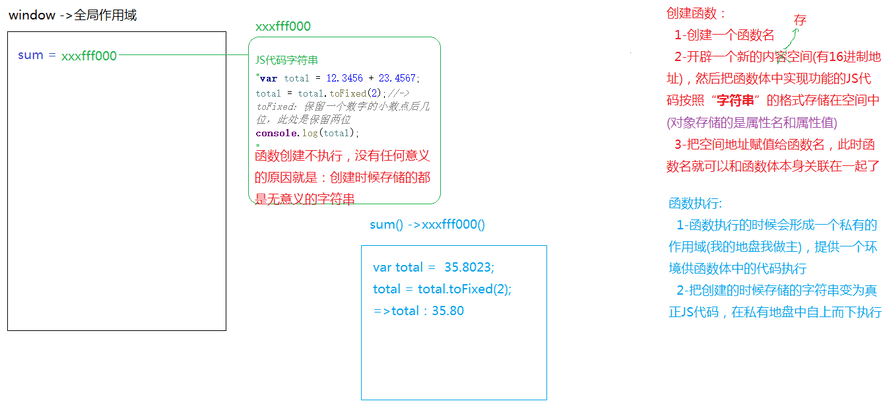 window ->全局作用域
sum = xxxfff000
xxxfff000
JS代码字符串
"var total = 12.3456 + 23.4567;
total = total.toFixed(2);//->
toFixed: 保留一个数字的小数点后几
位，此处是保留两位
console.log(total);
"
函数创建不执行，没有任何意义
的原因就是：创建时候存储的都
是无意义的字符串
sum() ->xxxfff000()
var total =  35.8023;
total = total.toFixed(2);
=>total：35.80
创建函数：
存
1-创建一个函数名
2-开辟一个新的内容空间(有16进制地
址)，然后把函数体中实现功能的JS代
码按照“字符串”的格式存储在空间中
(对象存储的是属性名和属性值)
3-把空间地址赋值给函数名，此时函
数名就可以和函数体本身关联在一起了
函数执行:
1-函数执行的时候会形成一个私有的
作用域(我的地盘我做主)，提供一个环
境供函数体中的代码执行
2-把创建的时候存储的字符串变为真
正JS代码，在私有地盘中自上而下执行